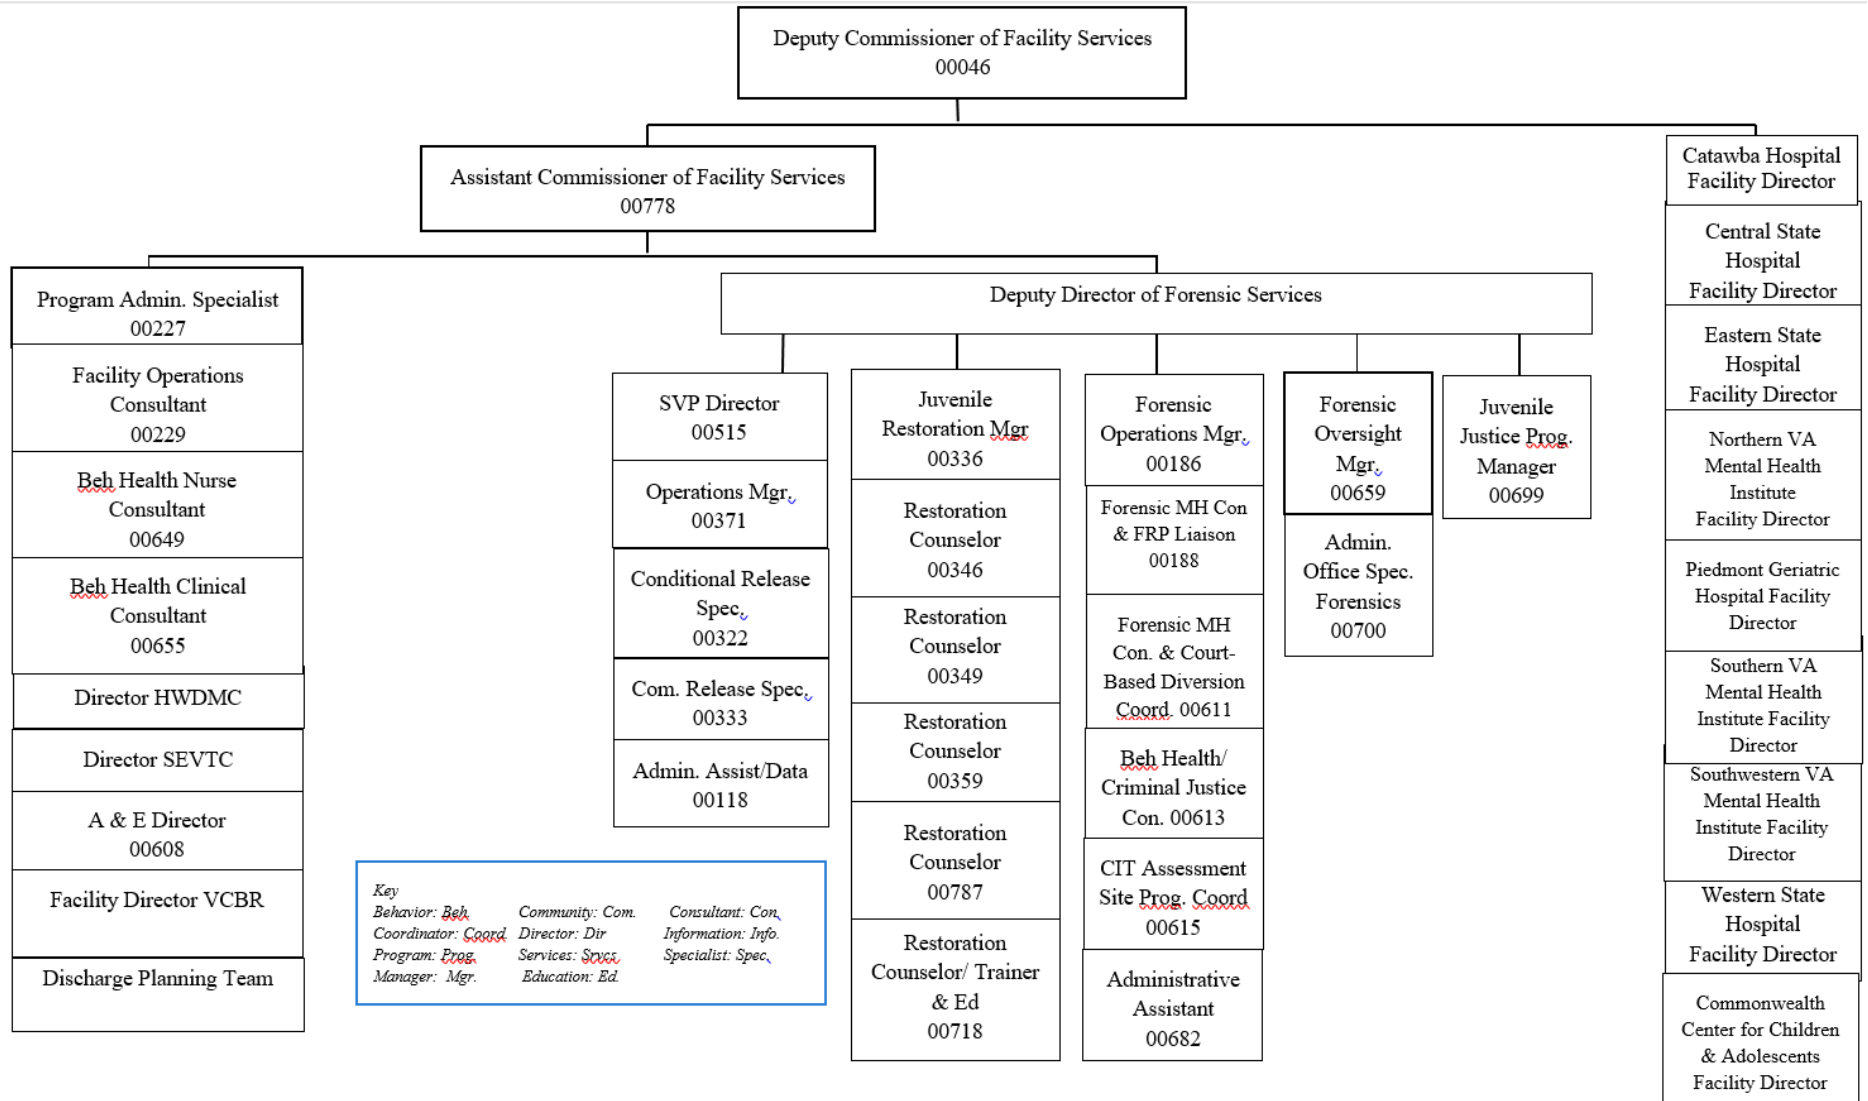 Deputy Commissioner of Facility Services
00046
Assistant Commissioner of Facility Services
00778
Program Admin. Specialist
00227
Facility Operations
Consultant
00229
Beh Health Nurse
Consultant
00649
Beh Health Clinical
Consultant
00655
Director HWDMC
Director SEVTC
A & E Director
00608
Facility Director VCBR
Discharge Planning Team
Deputy Director of Forensic Services
SVP Director
00515
Operations Mgr.
00371
Conditional Release
Spec.
00322
Com. Release Spec.
00333
Admin. Assist/Data
00118
Juvenile
Restoration Mgr
00336
Restoration
Counselor
00346
Restoration
Counselor
00349
Restoration
Counselor
00359
Restoration
Counselor
00787
Restoration
Counselor/ Trainer
& Ed
00718
Forensic
Operations Mgr.
00186
Forensic MH Con
& FRP Liaison
00188
Forensic MH
Con. & Court-
Based Diversion
Coord. 00611
Beh Health/
Criminal Justice
Con. 00613
CIT Assessment
Site Prog. Coord
00615
Administrative
Assistant
00682
Forensic
Oversight
Mgr.
00659
Admin.
Office Spec.
Forensics
00700
Juvenile
Justice Prog.
Manager
00699
Catawba Hospital
Facility Director
Central State
Hospital
Facility Director
Eastern State
Hospital
Facility Director
Northern VA
Mental Health
Institute
Facility Director
Piedmont Geriatric
Hospital Facility
Director
Southern VA
Mental Health
Institute Facility
Director
Southwestern VA
Mental Health
Institute Facility
Director
Western State
Hospital
Facility Director
Commonwealth
Center for Children
& Adolescents
Facility Director
Key
Behavior: Beh. Community: Com. Consultant: Con.
Coordinator: Coord Director: Dir Information: Info.
Program: Prog. Services: Srvcs Specialist: Spec.
Manager: Mgr. Education: Ed.